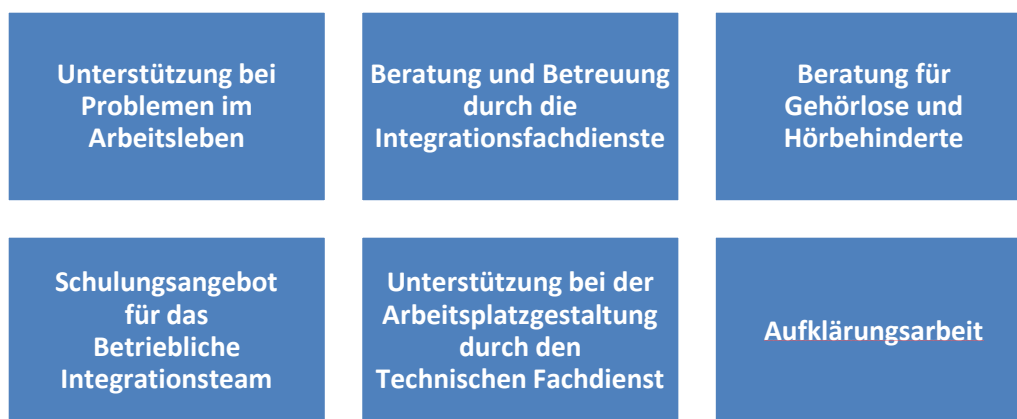 Unterstützung bei
Problemen im
Arbeitsleben
Beratung und Betreuung
durch die
Integrationsfachdienste
Beratung für
Gehörlose und
Hörbehinderte
Schulungsangebot
für das
Betriebliche
Integrationsteam
Unterstützung bei der
Arbeitsplatzgestaltung
durch den
Technischen Fachdienst
Aufklärungsarbeit